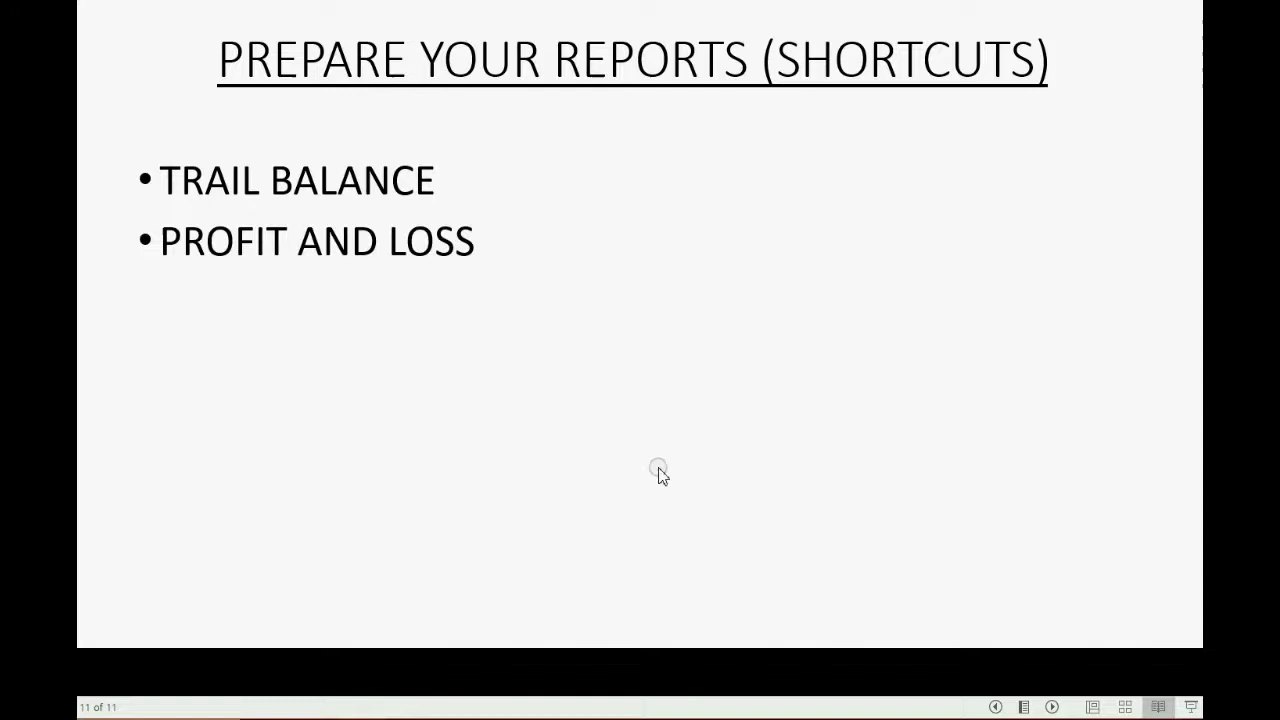 PREPARE YOUR REPORTS (SHORTCUTS)
• TRAIL BALANCE
• PROFIT AND LOSS
11 of 11